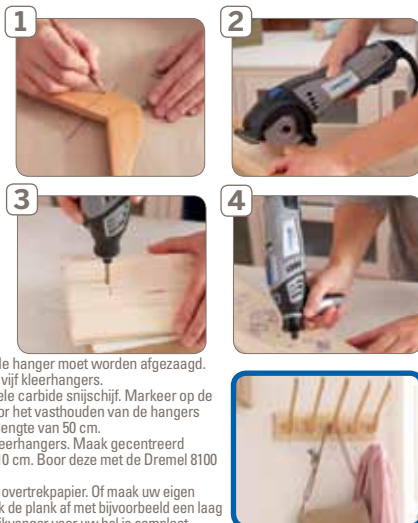 1
2
3
4
de hanger moet worden afgezaagd.
vijf kleerhangers.
ele carbide snijschijf. Markeer op de
or het vasthouden van de hangers
engte van 50 cm.
eerhangers. Maak gecentreerd
10 cm. Boor deze met de Dremel 8100
overtrekpapier. Of maak uw eigen
k de plank af met bijvoorbeeld een laag